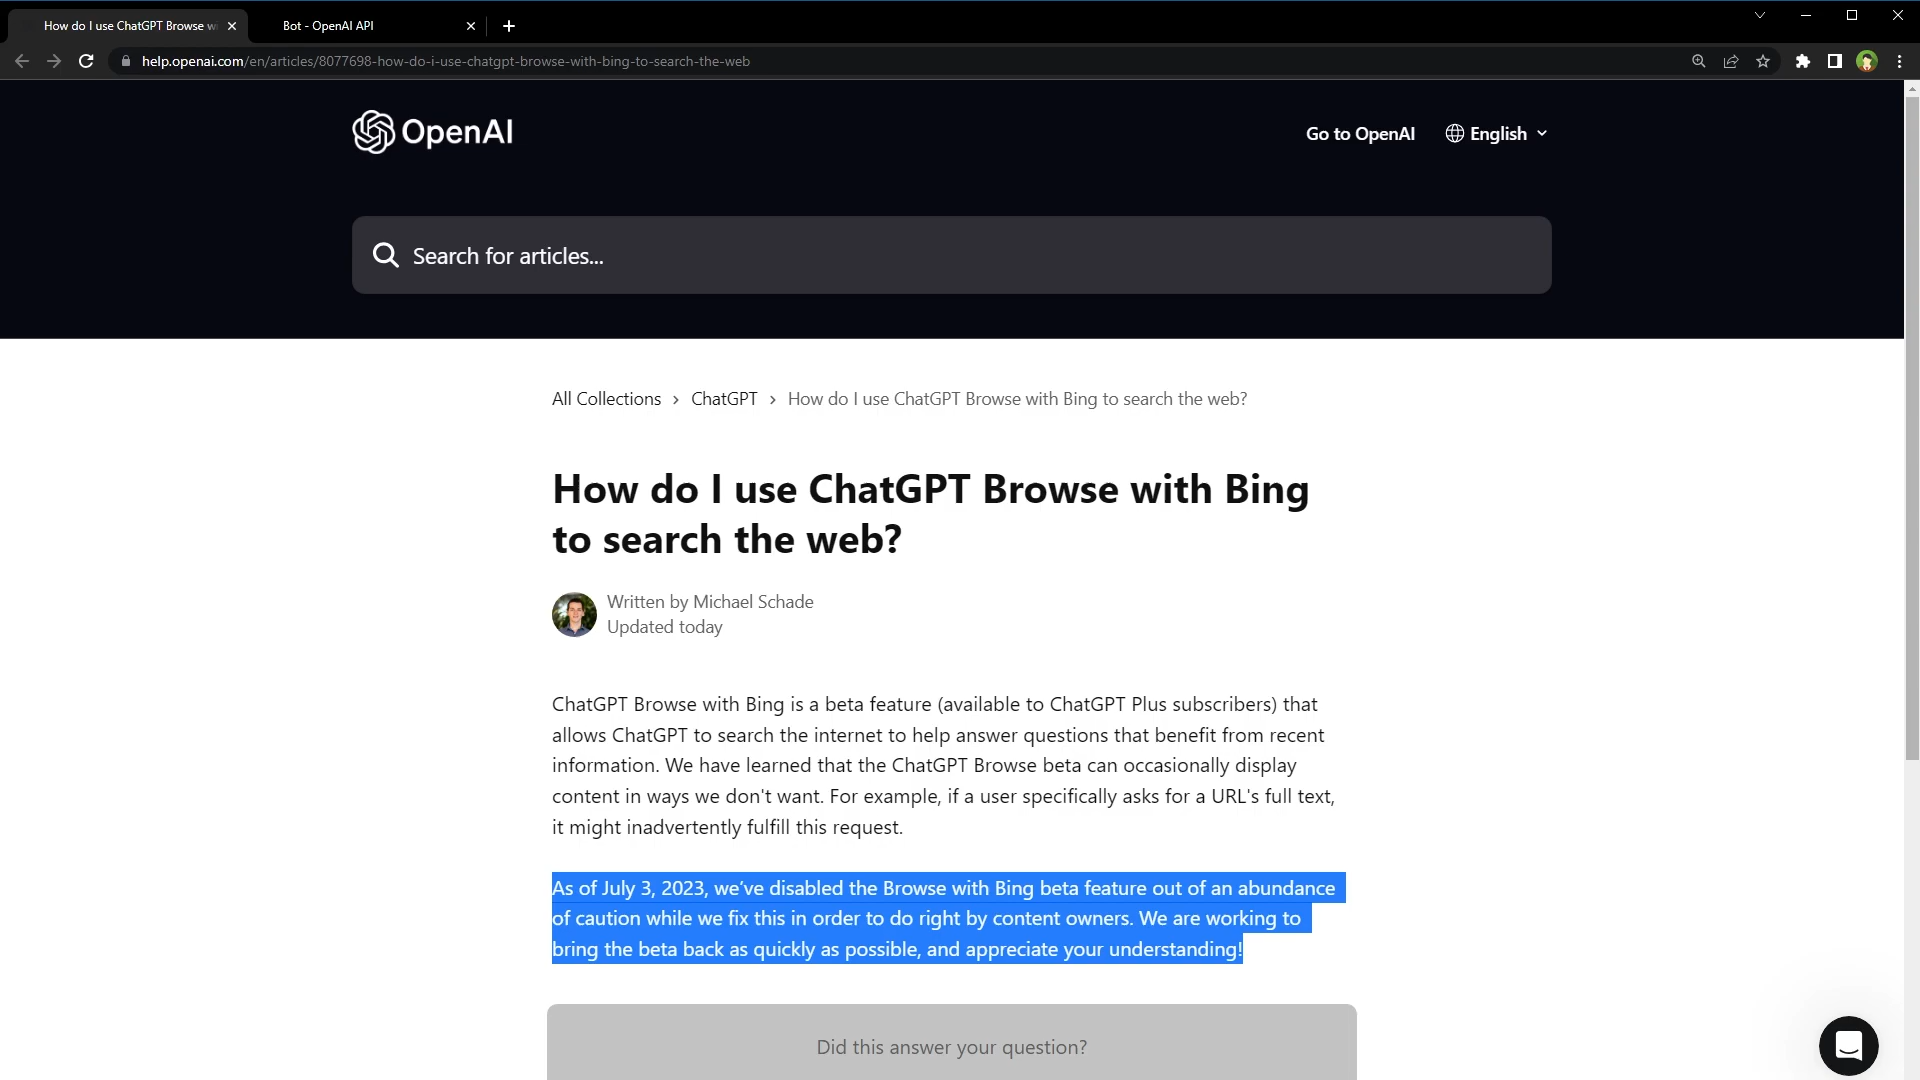 How do I use ChatGPT Browse wi
Bot - OpenAI API
help.openai.com/en/articles/8077698-how-do-i-use-chatgpt-browse-with-bing-to-search-the-web
OpenAI
Go to OpenAI
English
Search for articles...
All Collections > ChatGPT > How do I use ChatGPT Browse with Bing to search the web?
How do I use ChatGPT Browse with Bing
to search the web?
Written by Michael Schade
Updated today
ChatGPT Browse with Bing is a beta feature (available to ChatGPT Plus subscribers) that
allows ChatGPT to search the internet to help answer questions that benefit from recent
information. We have learned that the ChatGPT Browse beta can occasionally display
content in ways we don't want. For example, if a user specifically asks for a URL's full text,
it might inadvertently fulfill this request.
As of July 3, 2023, we’ve disabled the Browse with Bing beta feature out of an abundance
of caution while we fix this in order to do right by content owners. We are working to
bring the beta back as quickly as possible, and appreciate your understanding!
Did this answer your question?